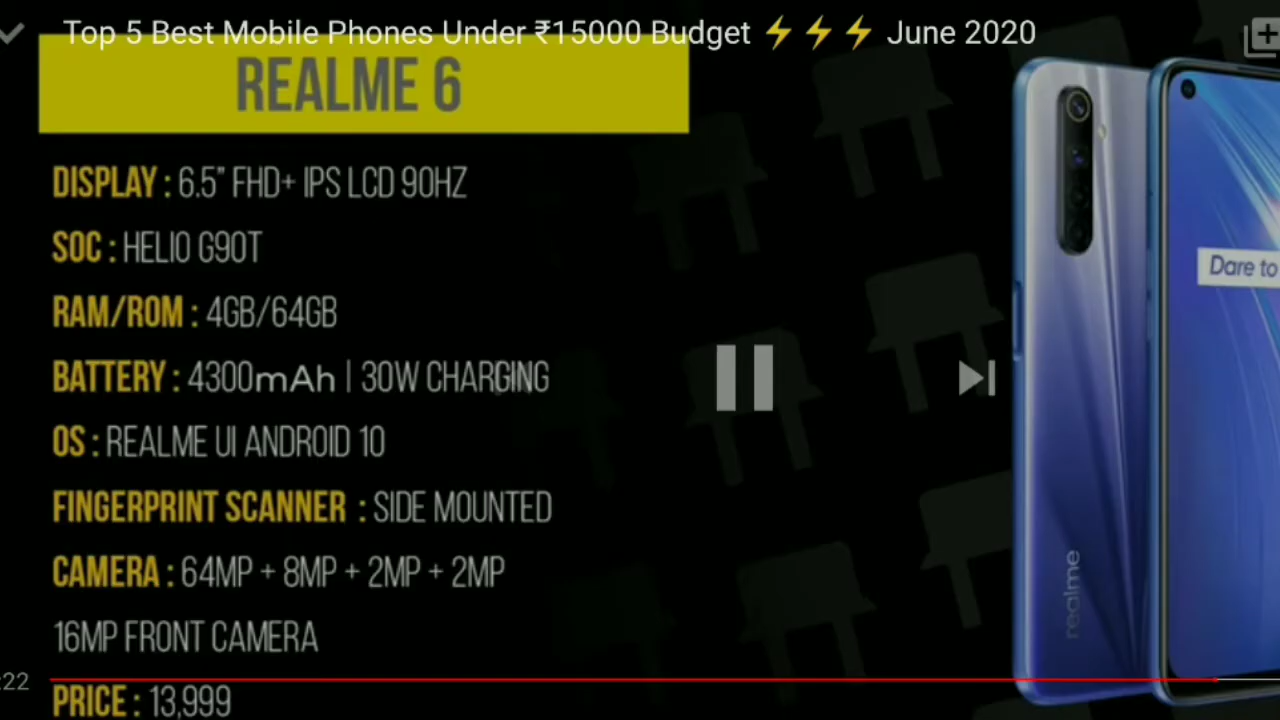 Top 5 Best Mobile Phones Under ₹15000 Budget ⚡⚡⚡ June 2020
REALME 6
DISPLAY : 6.5" FHD+ IPS LCD 90HZ
SOC : HELIO G90T
RAM/ROM : 4GB/64GB
BATTERY : 4300mAh | 30W CHARGING
OS : REALME UI ANDROID 10
FINGERPRINT SCANNER : SIDE MOUNTED
CAMERA : 64MP + 8MP + 2MP + 2MP
16MP FRONT CAMERA
PRICE : 13,999
:22
Dare to
realme